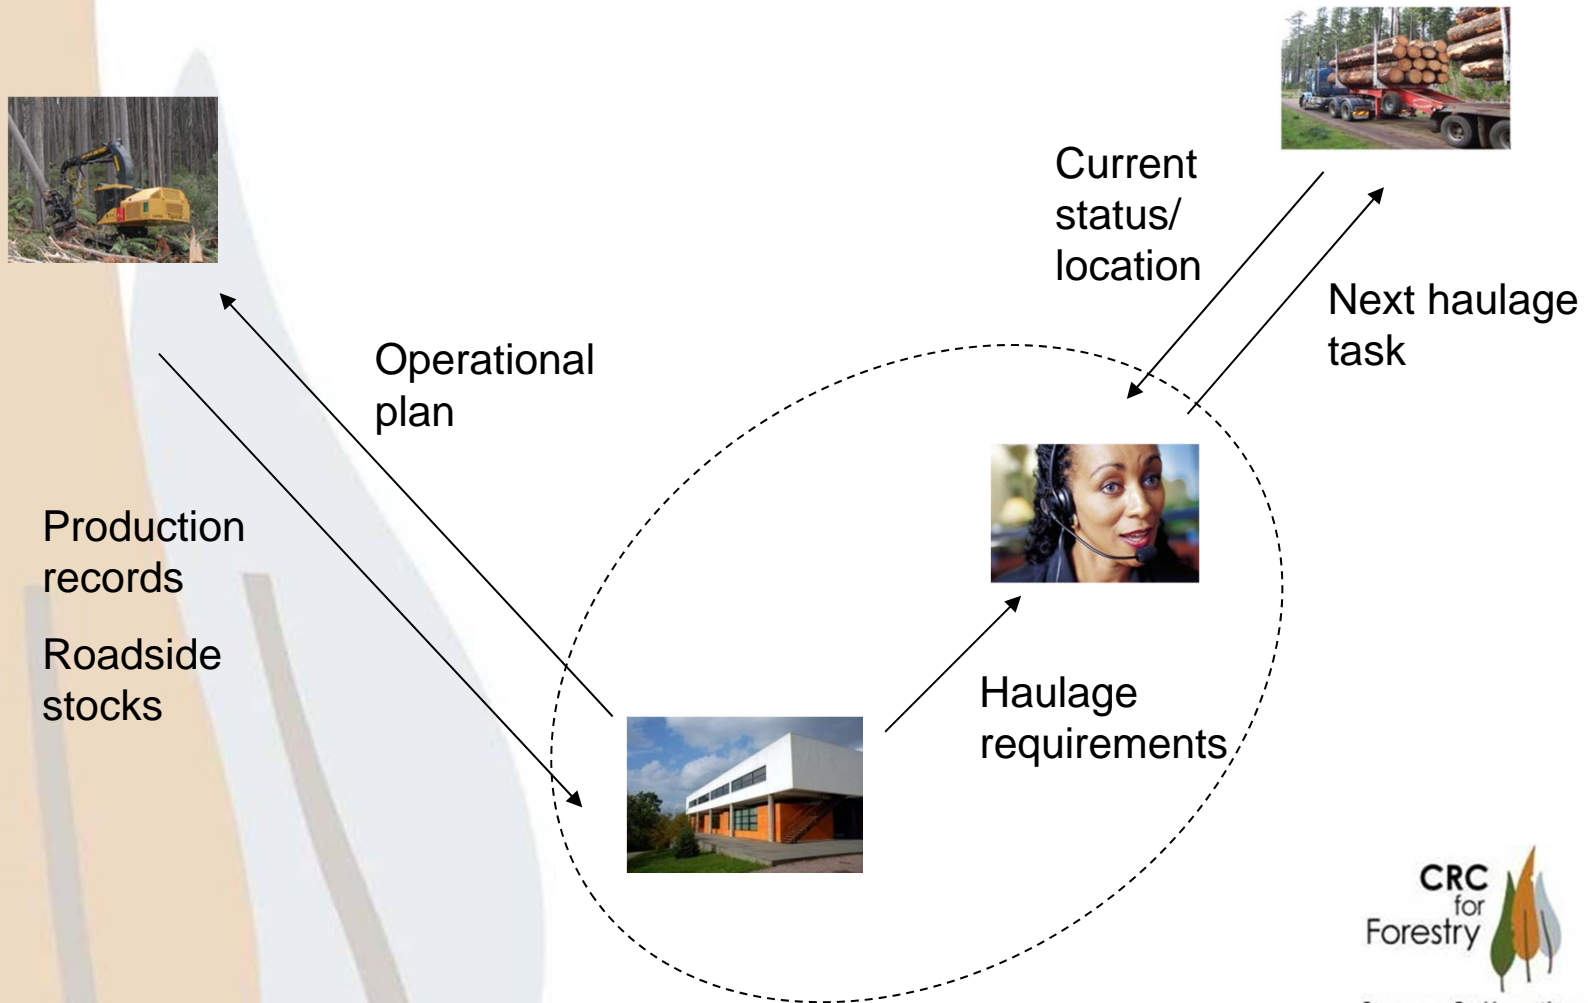 Current
status/
location
Next haulage
task
Operational
plan
Production
records
Roadside
stocks
Haulage
requirements
CRC
for
Forestry